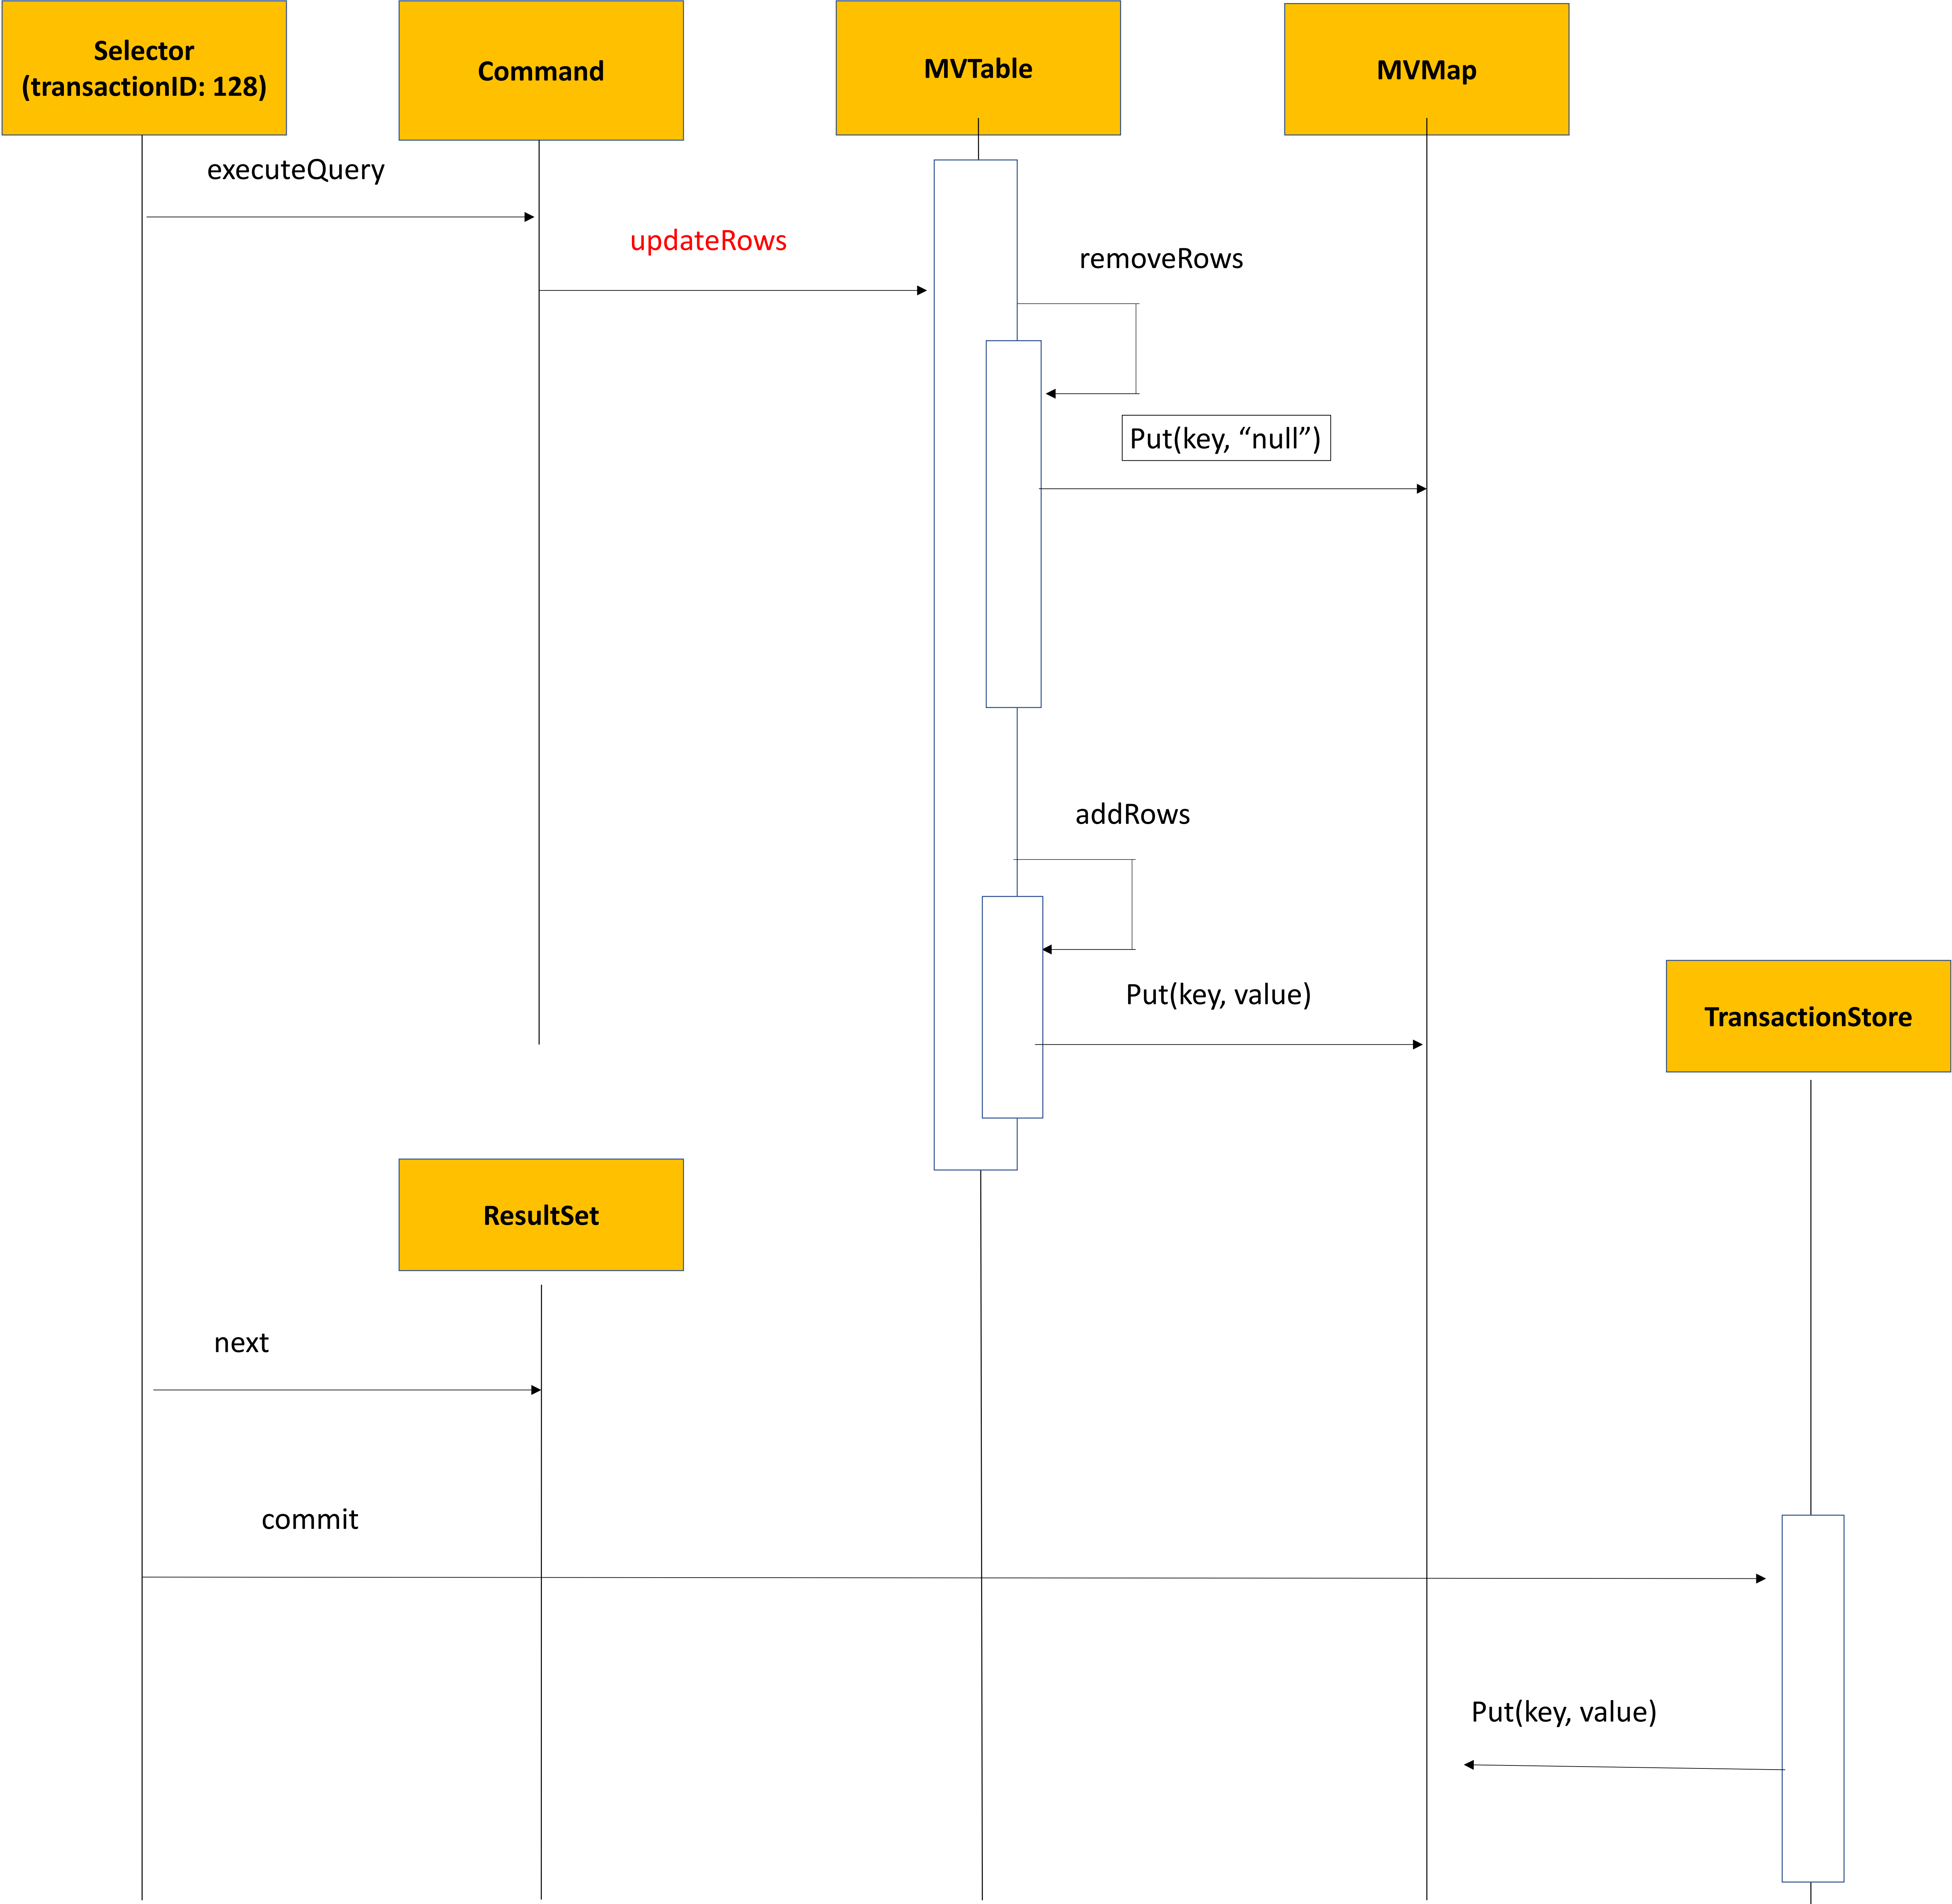 Selector
(transactionID: 128)
Command
MVTable
MVMap
executeQuery
updateRows
removeRows
Put(key, “null”)
addRows
Put(key, value)
TransactionStore
ResultSet
next
commit
Put(key, value)